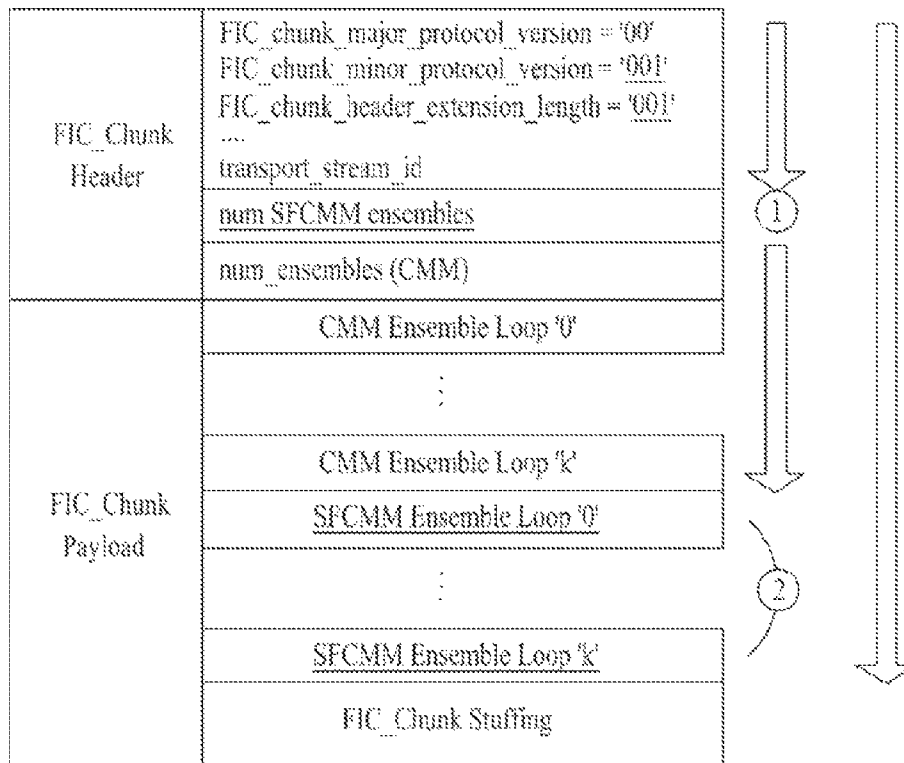 FIC_Chunk
Header
FIC_chunk_major_protocol_version = '00'
FIC_chunk_minor_protocol_version = '001'
FIC_chunk_header_extension_length = '001'
....
transport_stream_id
num SFCMM ensembles
num_ensembles (CMM)
FIC_Chunk
Payload
CMM Ensemble Loop '0'
CMM Ensemble Loop 'k'
SFCMM Ensemble Loop '0'
SFCMM Ensemble Loop 'k'
FIC_Chunk Stuffing
1
2